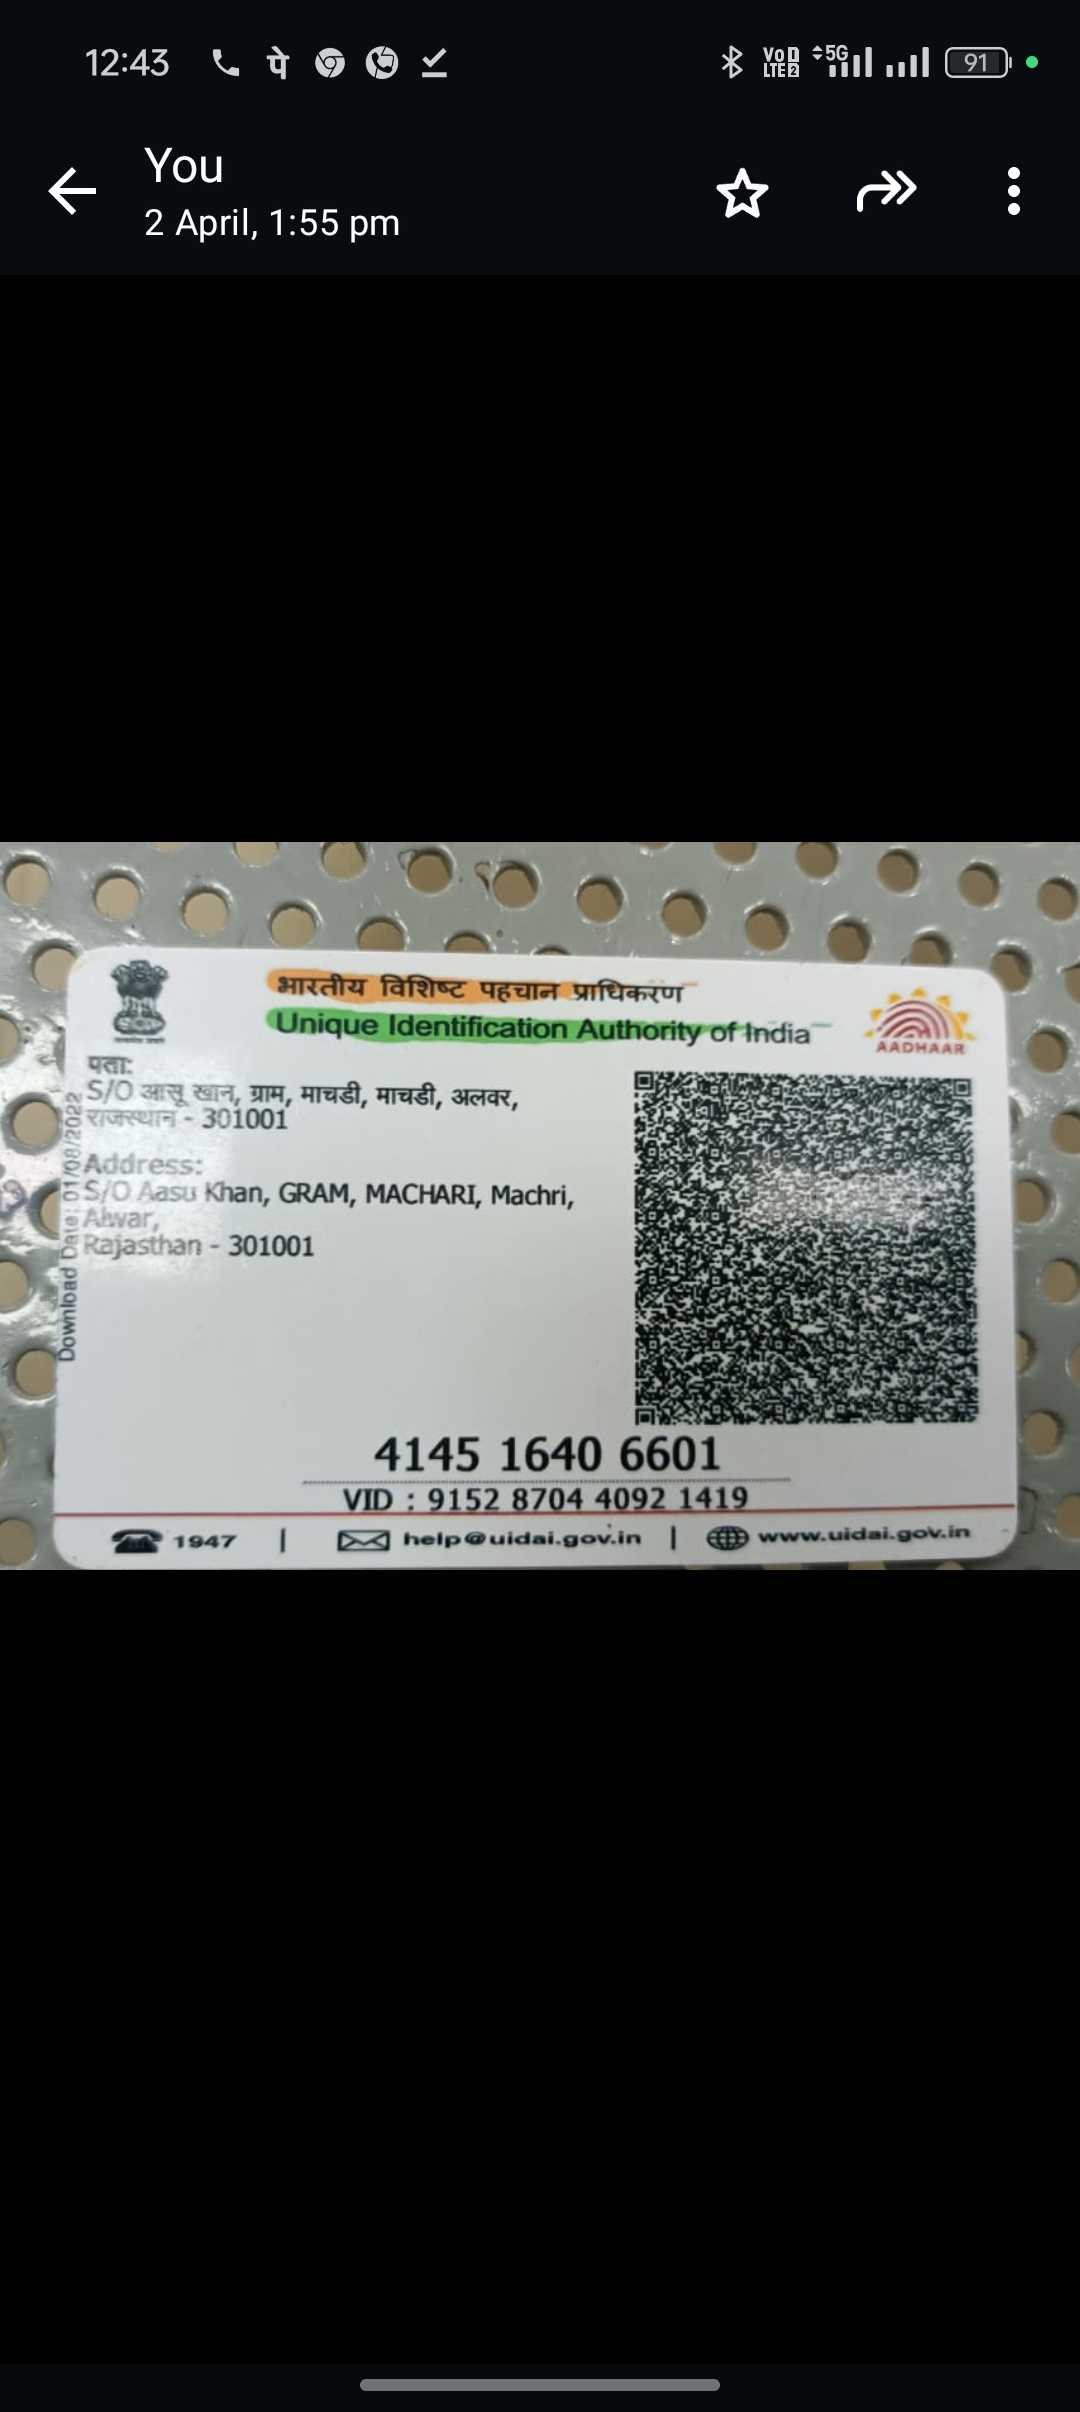 12:43
VoD LTE2 5G 91
You
2 April, 1:55 pm
भारतीय विशिष्ट पहचान प्राधिकरण
Unique Identification Authority of India
AADHAAR
पता:
S/O आसू खान, ग्राम, माचडी, माचडी, अलवर,
राजस्थान - 301001
Address:
S/O Aasu Khan, GRAM, MACHARI, Machri,
Alwar,
Rajasthan - 301001
Download Date: 01/08/2022
4145 1640 6601
VID : 9152 8704 4092 1419
1947 | help@uidai.gov.in | www.uidai.gov.in